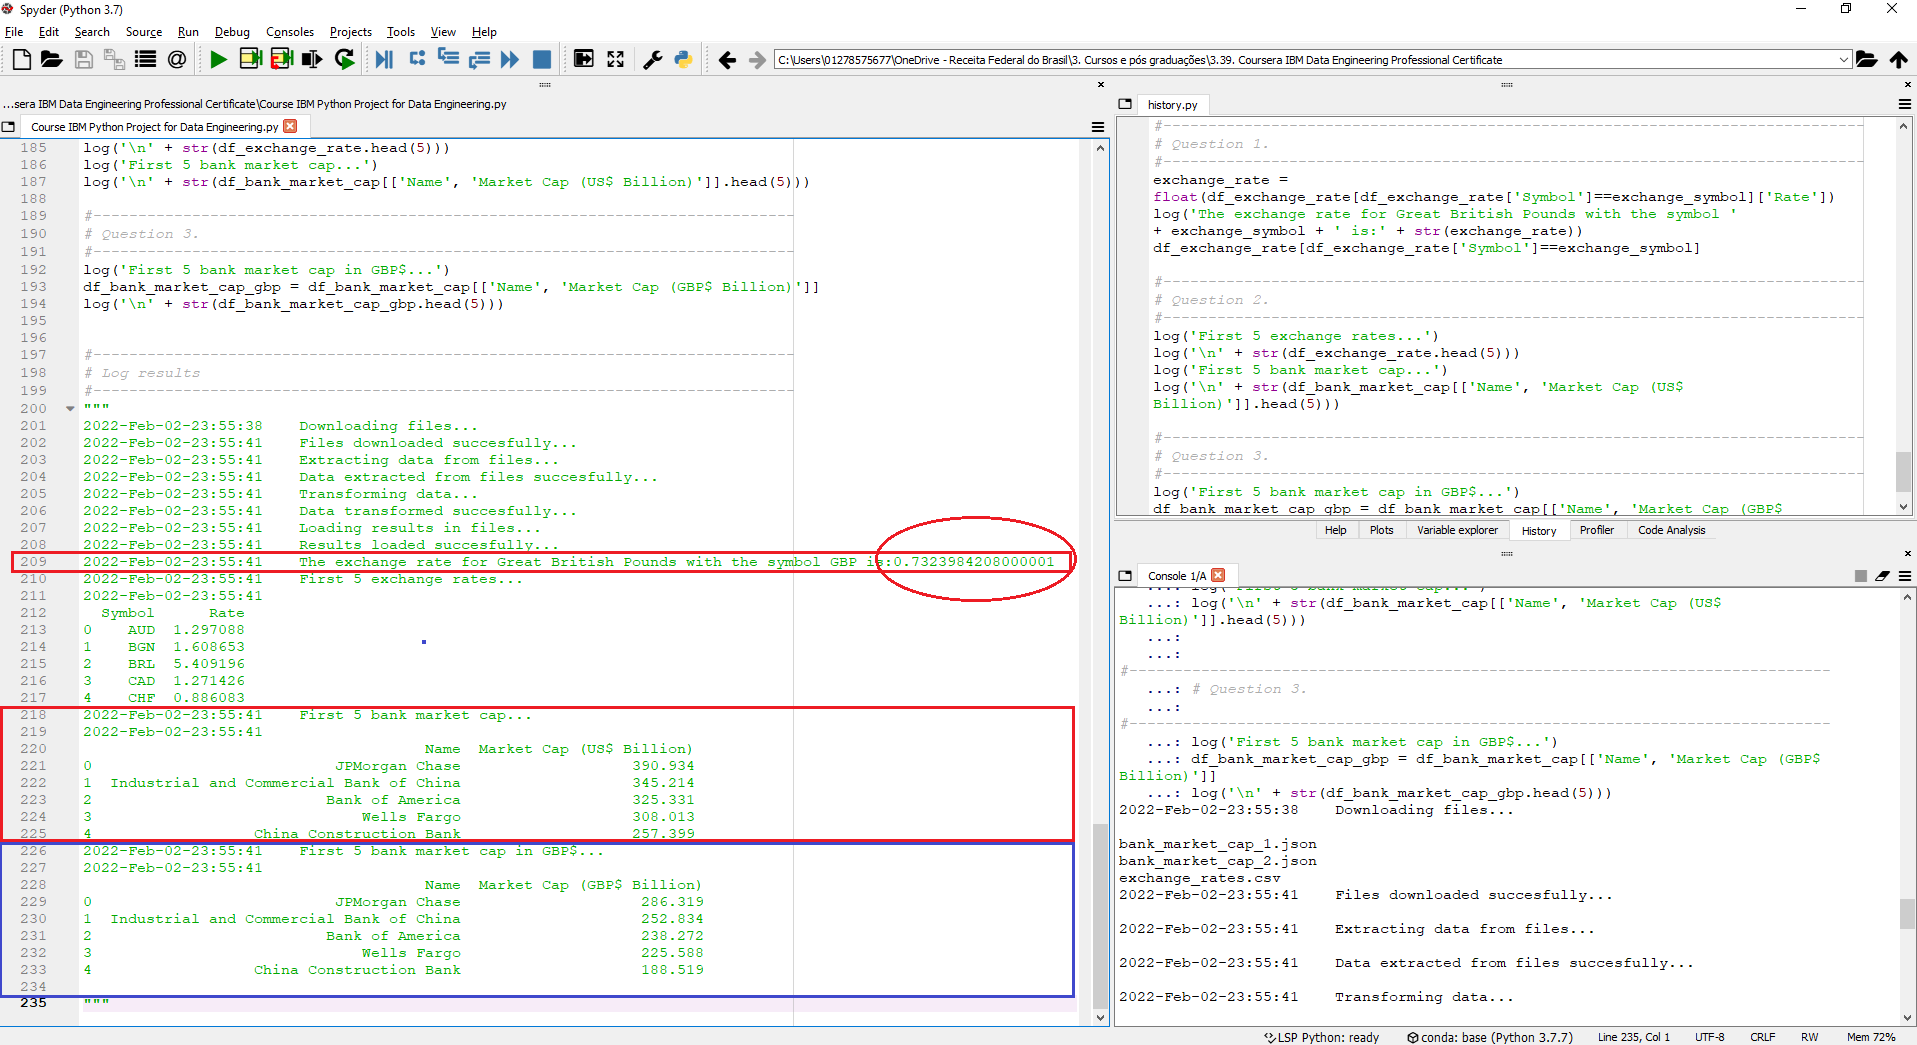 Spyder (Python 3.7)
File Edit Search Source Run Debug Consoles Projects Tools View Help
C:\Users\01278575677\OneDrive - Receita Federal do Brasil\3. Cursos e pós graduações\3.39. Coursera IBM Data Engineering Professional Certificate
...sera IBM Data Engineering Professional Certificate\Course IBM Python Project for Data Engineering.py
Course IBM Python Project for Data Engineering.py
185 log('\n' + str(df_exchange_rate.head(5)))
186 log('First 5 bank market cap...')
187 log('\n' + str(df_bank_market_cap[['Name', 'Market Cap (US$ Billion)']].head(5)))
188
189 #------------------------------------------------------------------------------
190 # Question 3.
191 #------------------------------------------------------------------------------
192 log('First 5 bank market cap in GBP$...')
193 df_bank_market_cap_gbp = df_bank_market_cap[['Name', 'Market Cap (GBP$ Billion)']]
194 log('\n' + str(df_bank_market_cap_gbp.head(5)))
195
196
197 #------------------------------------------------------------------------------
198 # Log results
199 #------------------------------------------------------------------------------
200 """
201 2022-Feb-02-23:55:38 Downloading files...
202 2022-Feb-02-23:55:41 Files downloaded succesfully...
203 2022-Feb-02-23:55:41 Extracting data from files...
204 2022-Feb-02-23:55:41 Data extracted from files succesfully...
205 2022-Feb-02-23:55:41 Transforming data...
206 2022-Feb-02-23:55:41 Data transformed succesfully...
207 2022-Feb-02-23:55:41 Loading results in files...
208 2022-Feb-02-23:55:41 Results loaded succesfully...
209 2022-Feb-02-23:55:41 The exchange rate for Great British Pounds with the symbol GBP is:0.7323984208000001
210 2022-Feb-02-23:55:41 First 5 exchange rates...
211 2022-Feb-02-23:55:41
212 Symbol Rate
213 0 AUD 1.297088
214 1 BGN 1.608653
215 2 BRL 5.409196
216 3 CAD 1.271426
217 4 CHF 0.886083
218 2022-Feb-02-23:55:41 First 5 bank market cap...
219 2022-Feb-02-23:55:41
220 Name Market Cap (US$ Billion)
221 0 JPMorgan Chase 390.934
222 1 Industrial and Commercial Bank of China 345.214
223 2 Bank of America 325.331
224 3 Wells Fargo 308.013
225 4 China Construction Bank 257.399
226 2022-Feb-02-23:55:41 First 5 bank market cap in GBP$...
227 2022-Feb-02-23:55:41
228 Name Market Cap (GBP$ Billion)
229 0 JPMorgan Chase 286.319
230 1 Industrial and Commercial Bank of China 252.834
231 2 Bank of America 238.272
232 3 Wells Fargo 225.588
233 4 China Construction Bank 188.519
234
235 """
history.py
#------------------------------------------------------------------------------
# Question 1.
#------------------------------------------------------------------------------
exchange_rate =
float(df_exchange_rate[df_exchange_rate['Symbol']==exchange_symbol]['Rate'])
log('The exchange rate for Great British Pounds with the symbol '
+ exchange_symbol + ' is:' + str(exchange_rate))
df_exchange_rate[df_exchange_rate['Symbol']==exchange_symbol]
#------------------------------------------------------------------------------
# Question 2.
#------------------------------------------------------------------------------
log('First 5 exchange rates...')
log('\n' + str(df_exchange_rate.head(5)))
log('First 5 bank market cap...')
log('\n' + str(df_bank_market_cap[['Name', 'Market Cap (US$
Billion)']].head(5)))
#------------------------------------------------------------------------------
# Question 3.
#------------------------------------------------------------------------------
log('First 5 bank market cap in GBP$...')
df_bank_market_cap_gbp = df_bank_market_cap[['Name', 'Market Cap (GBP$
Help Plots Variable explorer History Profiler Code Analysis
Console 1/A
...: log('First 5 bank market cap...')
...: log('\n' + str(df_bank_market_cap[['Name', 'Market Cap (US$
Billion)']].head(5)))
...:
...:
#------------------------------------------------------------------------------
...: # Question 3.
...:
#------------------------------------------------------------------------------
...: log('First 5 bank market cap in GBP$...')
...: df_bank_market_cap_gbp = df_bank_market_cap[['Name', 'Market Cap (GBP$
Billion)']]
...: log('\n' + str(df_bank_market_cap_gbp.head(5)))
2022-Feb-02-23:55:38 Downloading files...
bank_market_cap_1.json
bank_market_cap_2.json
exchange_rates.csv
2022-Feb-02-23:55:41 Files downloaded succesfully...
2022-Feb-02-23:55:41 Extracting data from files...
2022-Feb-02-23:55:41 Data extracted from files succesfully...
2022-Feb-02-23:55:41 Transforming data...
LSP Python: ready conda: base (Python 3.7.7) Line 235, Col 1 UTF-8 CRLF RW Mem 72%